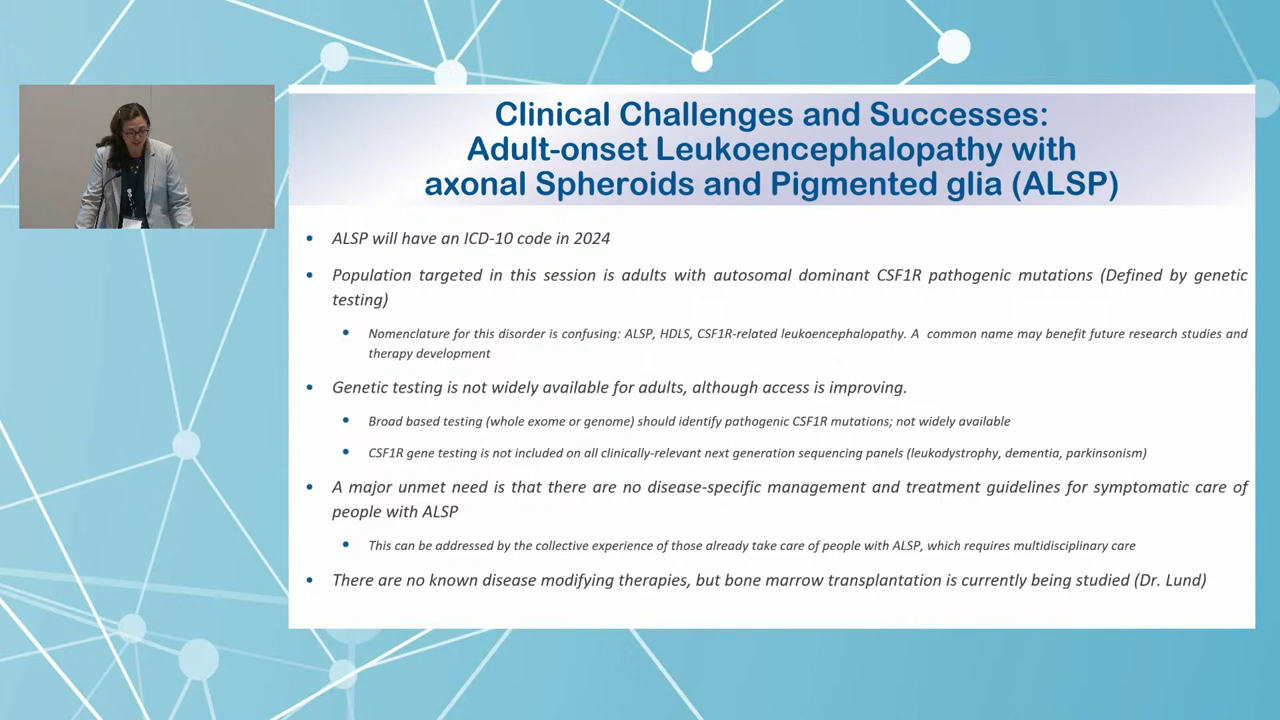 Clinical Challenges and Successes:
Adult-onset Leukoencephalopathy with
axonal Spheroids and Pigmented glia (ALSP)
• ALSP will have an ICD-10 code in 2024
• Population targeted in this session is adults with autosomal dominant CSF1R pathogenic mutations (Defined by genetic
testing)
• Nomenclature for this disorder is confusing: ALSP, HDLS, CSF1R-related leukoencephalopathy. A common name may benefit future research studies and
therapy development
• Genetic testing is not widely available for adults, although access is improving.
• Broad based testing (whole exome or genome) should identify pathogenic CSF1R mutations; not widely available
• CSF1R gene testing is not included on all clinically-relevant next generation sequencing panels (leukodystrophy, dementia, parkinsonism)
• A major unmet need is that there are no disease-specific management and treatment guidelines for symptomatic care of
people with ALSP
• This can be addressed by the collective experience of those already take care of people with ALSP, which requires multidisciplinary care
• There are no known disease modifying therapies, but bone marrow transplantation is currently being studied (Dr. Lund)